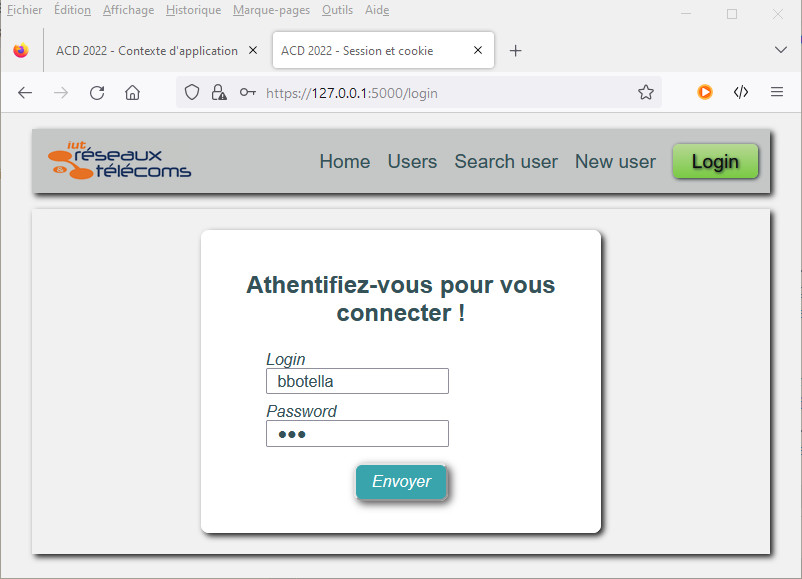 Fichier Édition Affichage Historique Marque-pages Outils Aide
ACD 2022 - Contexte d'application ACD 2022 - Session et cookie
https://127.0.0.1:5000/login
iut
réseaux
& télécoms
Home Users Search user New user Login
Athentifiez-vous pour vous
connecter !
Login
bbotella
Password
Envoyer